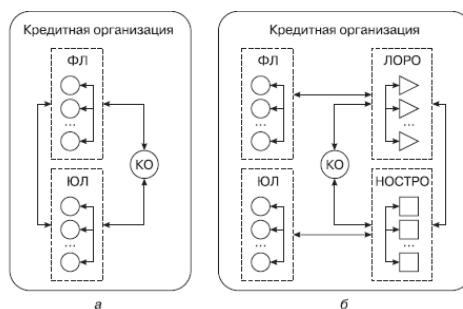 Кредитная организация
ФЛ
...
КО
ЮЛ
...
а
Кредитная организация
ФЛ
...
ЛОРО
...
КО
ЮЛ
...
НОСТРО
...
б